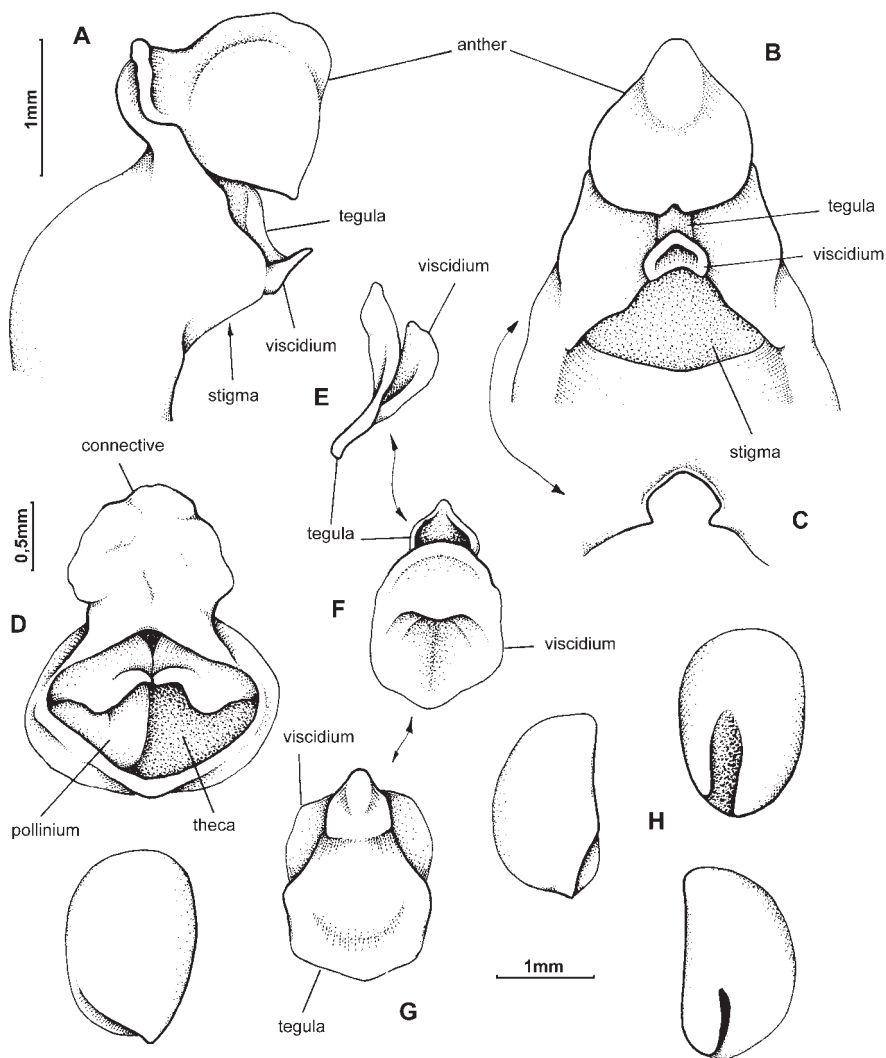 A
anther
B
1mm
tegula
viscidium
tegula
viscidium
stigma
viscidium
E
connective
stigma
tegula
C
0,5mm
D
F
viscidium
viscidium
H
pollinium
theca
1mm
tegula
G